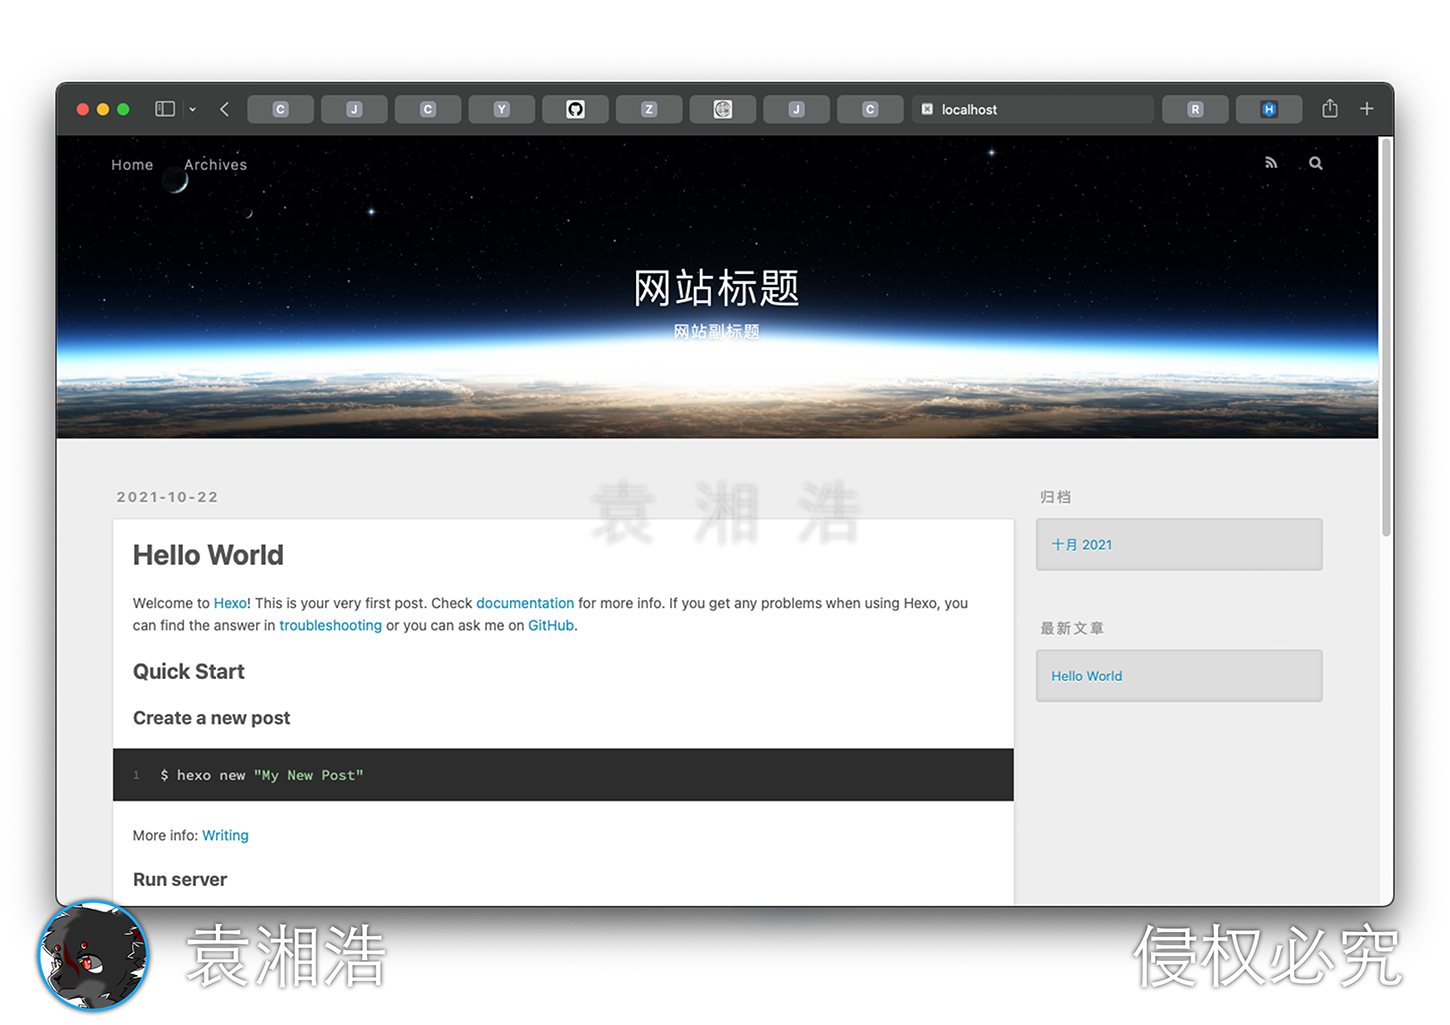 C J C Y Z J C localhost R H
Home Archives
网站标题
网站副标题
2021-10-22
袁湘浩
归档
Hello World
十月 2021
Welcome to Hexo! This is your very first post. Check documentation for more info. If you get any problems when using Hexo, you
can find the answer in troubleshooting or you can ask me on GitHub.
最新文章
Quick Start
Hello World
Create a new post
1 $ hexo new "My New Post"
More info: Writing
Run server
袁湘浩
侵权必究